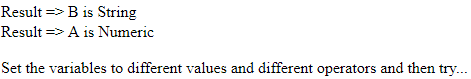 Result => B is String
Result => A is Numeric
Set the variables to different values and different operators and then try...